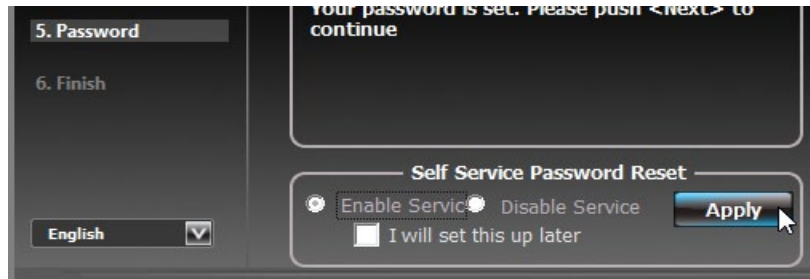 Your password is set. Please push <Next> to
continue
5. Password
6. Finish
English
Self Service Password Reset
Enable Servic
Disable Service
Apply
I will set this up later